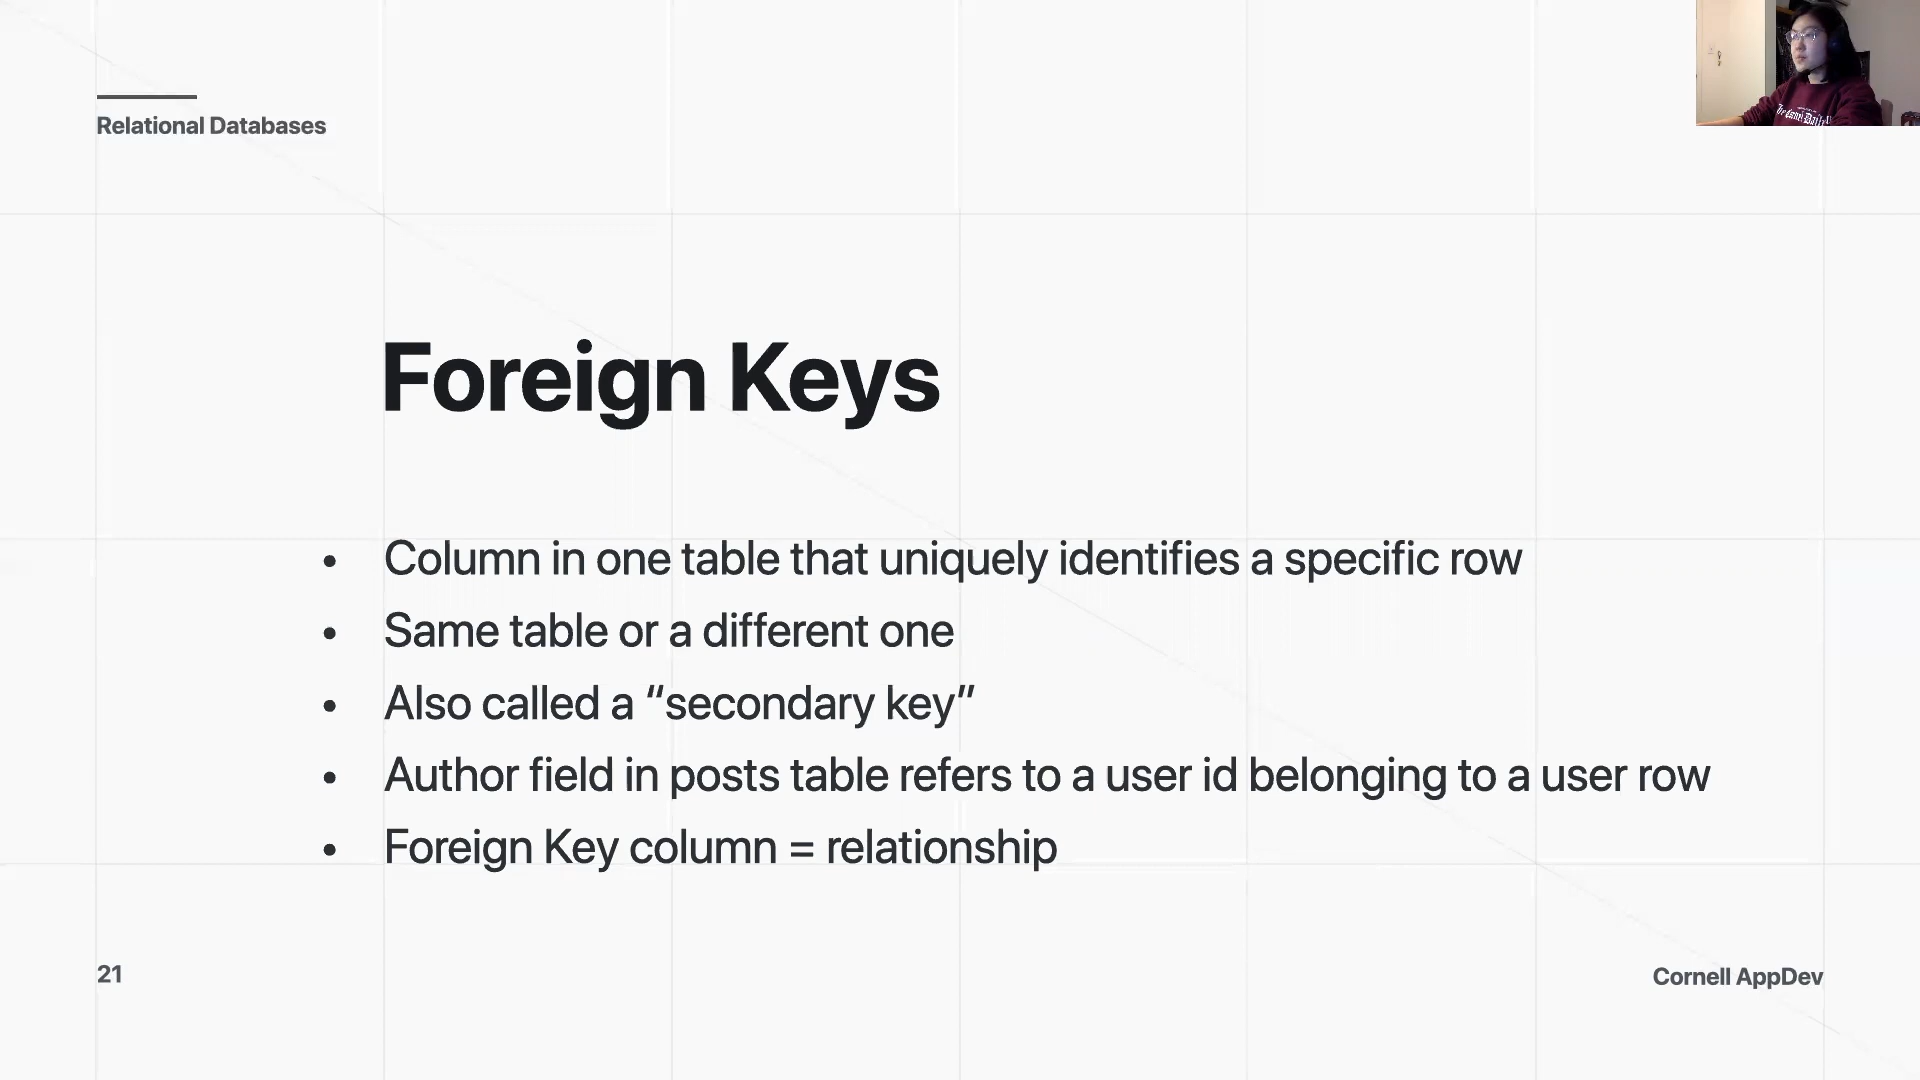 Relational Databases
Foreign Keys
• Column in one table that uniquely identifies a specific row
• Same table or a different one
• Also called a “secondary key”
• Author field in posts table refers to a user id belonging to a user row
• Foreign Key column = relationship
21
Cornell AppDev